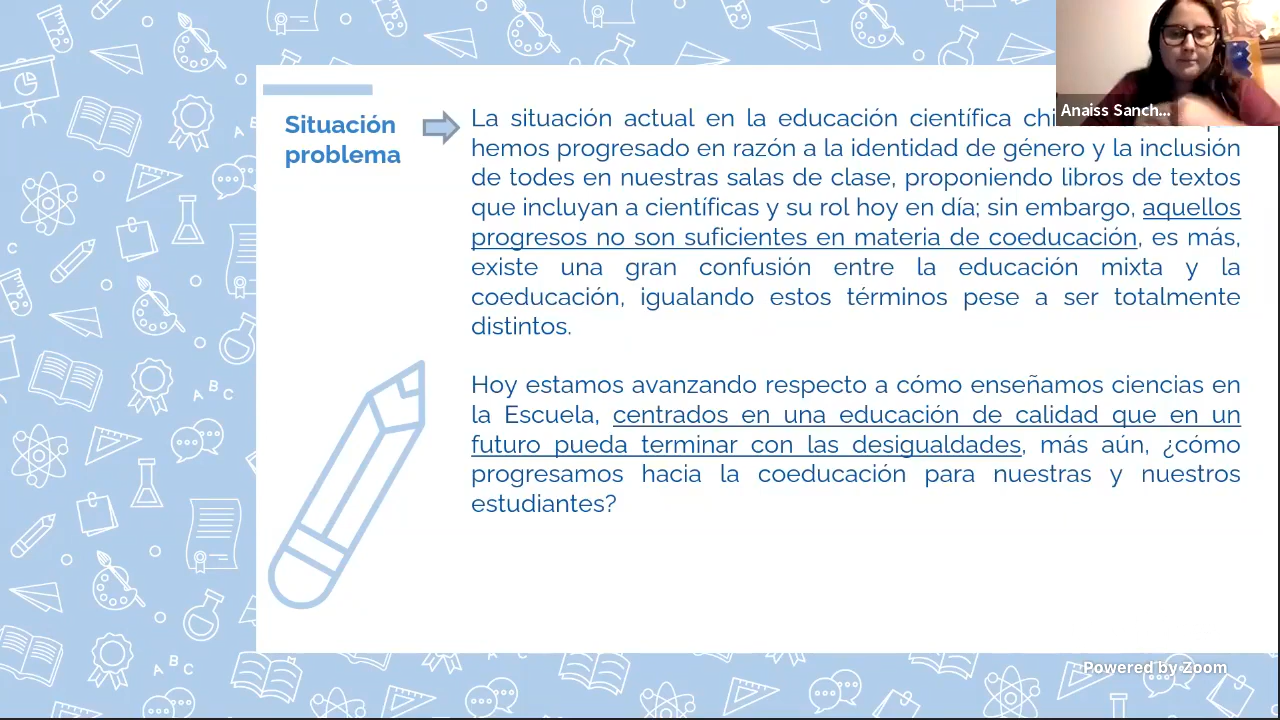 Situación
problema
La situación actual en la educación científica
hemos progresado en razón a la identidad de género y la inclusión
de todes en nuestras salas de clase, proponiendo libros de textos
que incluyan a científicas y su rol hoy en día; sin embargo, aquellos
progresos no son suficientes en materia de coeducación, es más,
existe una gran confusión entre la educación mixta y la
coeducación, igualando estos términos pese a ser totalmente
distintos.
Hoy estamos avanzando respecto a cómo enseñamos ciencias en
la Escuela, centrados en una educación de calidad que en un
futuro pueda terminar con las desigualdades, más aún, ¿cómo
progresamos hacia la coeducación para nuestras y nuestros
estudiantes?
Anaiss Sanch...
Powered by Zoom
A B C
A B C
A B C
A B C